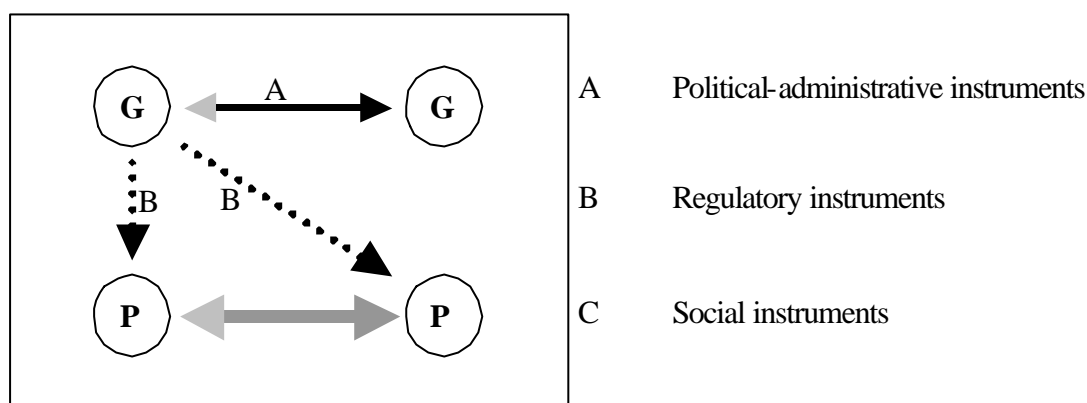 G A G A Political-administrative instruments
B B B Regulatory instruments
P P C Social instruments